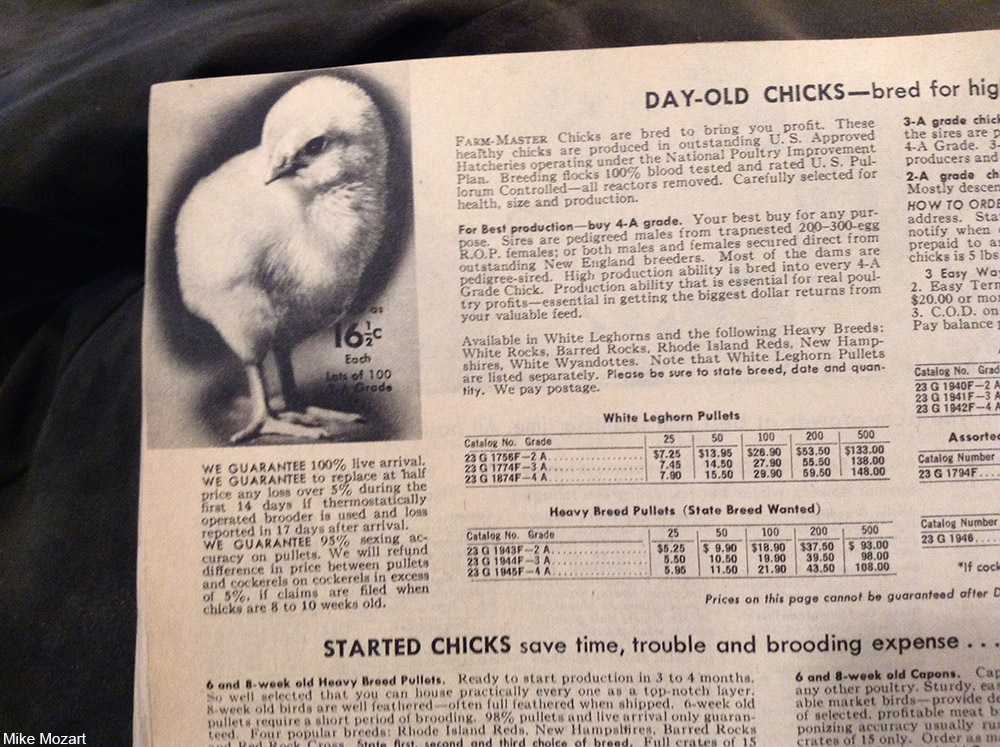 DAY-OLD CHICKS—bred for hig
FARM-MASTER Chicks are bred to bring you profit. These
healthy chicks are produced in outstanding U. S. Approved
Hatcheries operating under the National Poultry Improvement
Plan. Breeding flocks 100% blood tested and rated U. S. Pul-
lorum Controlled—all reactors removed. Carefully selected for
health, size and production.
For Best production—buy 4-A grade. Your best buy for any pur-
pose. Sires are pedigreed males from trapnested 200-300-egg
R.O.P. females; or both males and females secured direct from
outstanding New England breeders. Most of the dams are
pedigree-sired. High production ability is bred into every 4-A
Grade Chick. Production ability that is essential for real poul-
try profits—essential in getting the biggest dollar returns from
your valuable feed.
Available in White Leghorns and the following Heavy Breeds:
White Rocks, Barred Rocks, Rhode Island Reds, New Hamp-
shires, White Wyandottes. Note that White Leghorn Pullets
are listed separately. Please be sure to state breed, date and quan-
tity. We pay postage.
as
16½c
Each
Lots of 100
Grade
WE GUARANTEE 100% live arrival.
WE GUARANTEE to replace at half
price any loss over 5% during the
first 14 days if thermostatically
operated brooder is used and loss
reported in 17 days after arrival.
WE GUARANTEE 95% sexing ac-
curacy on pullets. We will refund
difference in price between pullets
and cockerels on cockerels in excess
of 5%, if claims are filed when
chicks are 8 to 10 weeks old.
White Leghorn Pullets
Catalog No. Grade 25 50 100 200 500
23 G 1756F—2 A $7.25 $13.95 $26.90 $53.50 $133.00
23 G 1774F—3 A 7.45 14.50 27.90 55.50 138.00
23 G 1874F—4 A 7.90 15.50 29.90 59.50 148.00
Heavy Breed Pullets (State Breed Wanted)
Catalog No. Grade 25 50 100 200 500
23 G 1943F—2 A $5.25 $ 9.90 $18.90 $37.50 $ 93.00
23 G 1944F—3 A 5.50 10.50 19.90 39.50 98.00
23 G 1945F—4 A 5.95 11.50 21.90 43.50 108.00
Prices on this page cannot be guaranteed after D
3-A grade chick
the sires are p
4-A Grade. 3-
producers and
2-A grade ch
Mostly descen
HOW TO ORDE
address. Sta
notify when
prepaid to a
chicks is 5 lbs
3 Easy Wa
2. Easy Tern
$20.00 or mo
3. C.O.D. on
Pay balance
Catalog No. Grad
23 G 1940F—2 A
23 G 1941F—3 A
23 G 1942F—4 A
Assorted
Catalog Number
23 G 1794F
Catalog Number
23 G 1946
*If cock
STARTED CHICKS save time, trouble and brooding expense . . .
6 and 8-week old Heavy Breed Pullets. Ready to start production in 3 to 4 months.
So well selected that you can house practically every one as a top-notch layer.
8-week old birds are well feathered—often full feathered when shipped. 6-week old
pullets require a short period of brooding. 98% pullets and live arrival only guaran-
teed. Four popular breeds: Rhode Island Reds, New Hampshires, Barred Rocks
and Red Rock Cross. State first, second and third choice of breed. Full crates of 15
6 and 8-week old Capons. Cap
any other poultry. Sturdy, eas
able market birds—provide de
of selected, profitable meat b
ponizing accuracy usually ru
crates of 15 only. Order as m
Mike Mozart